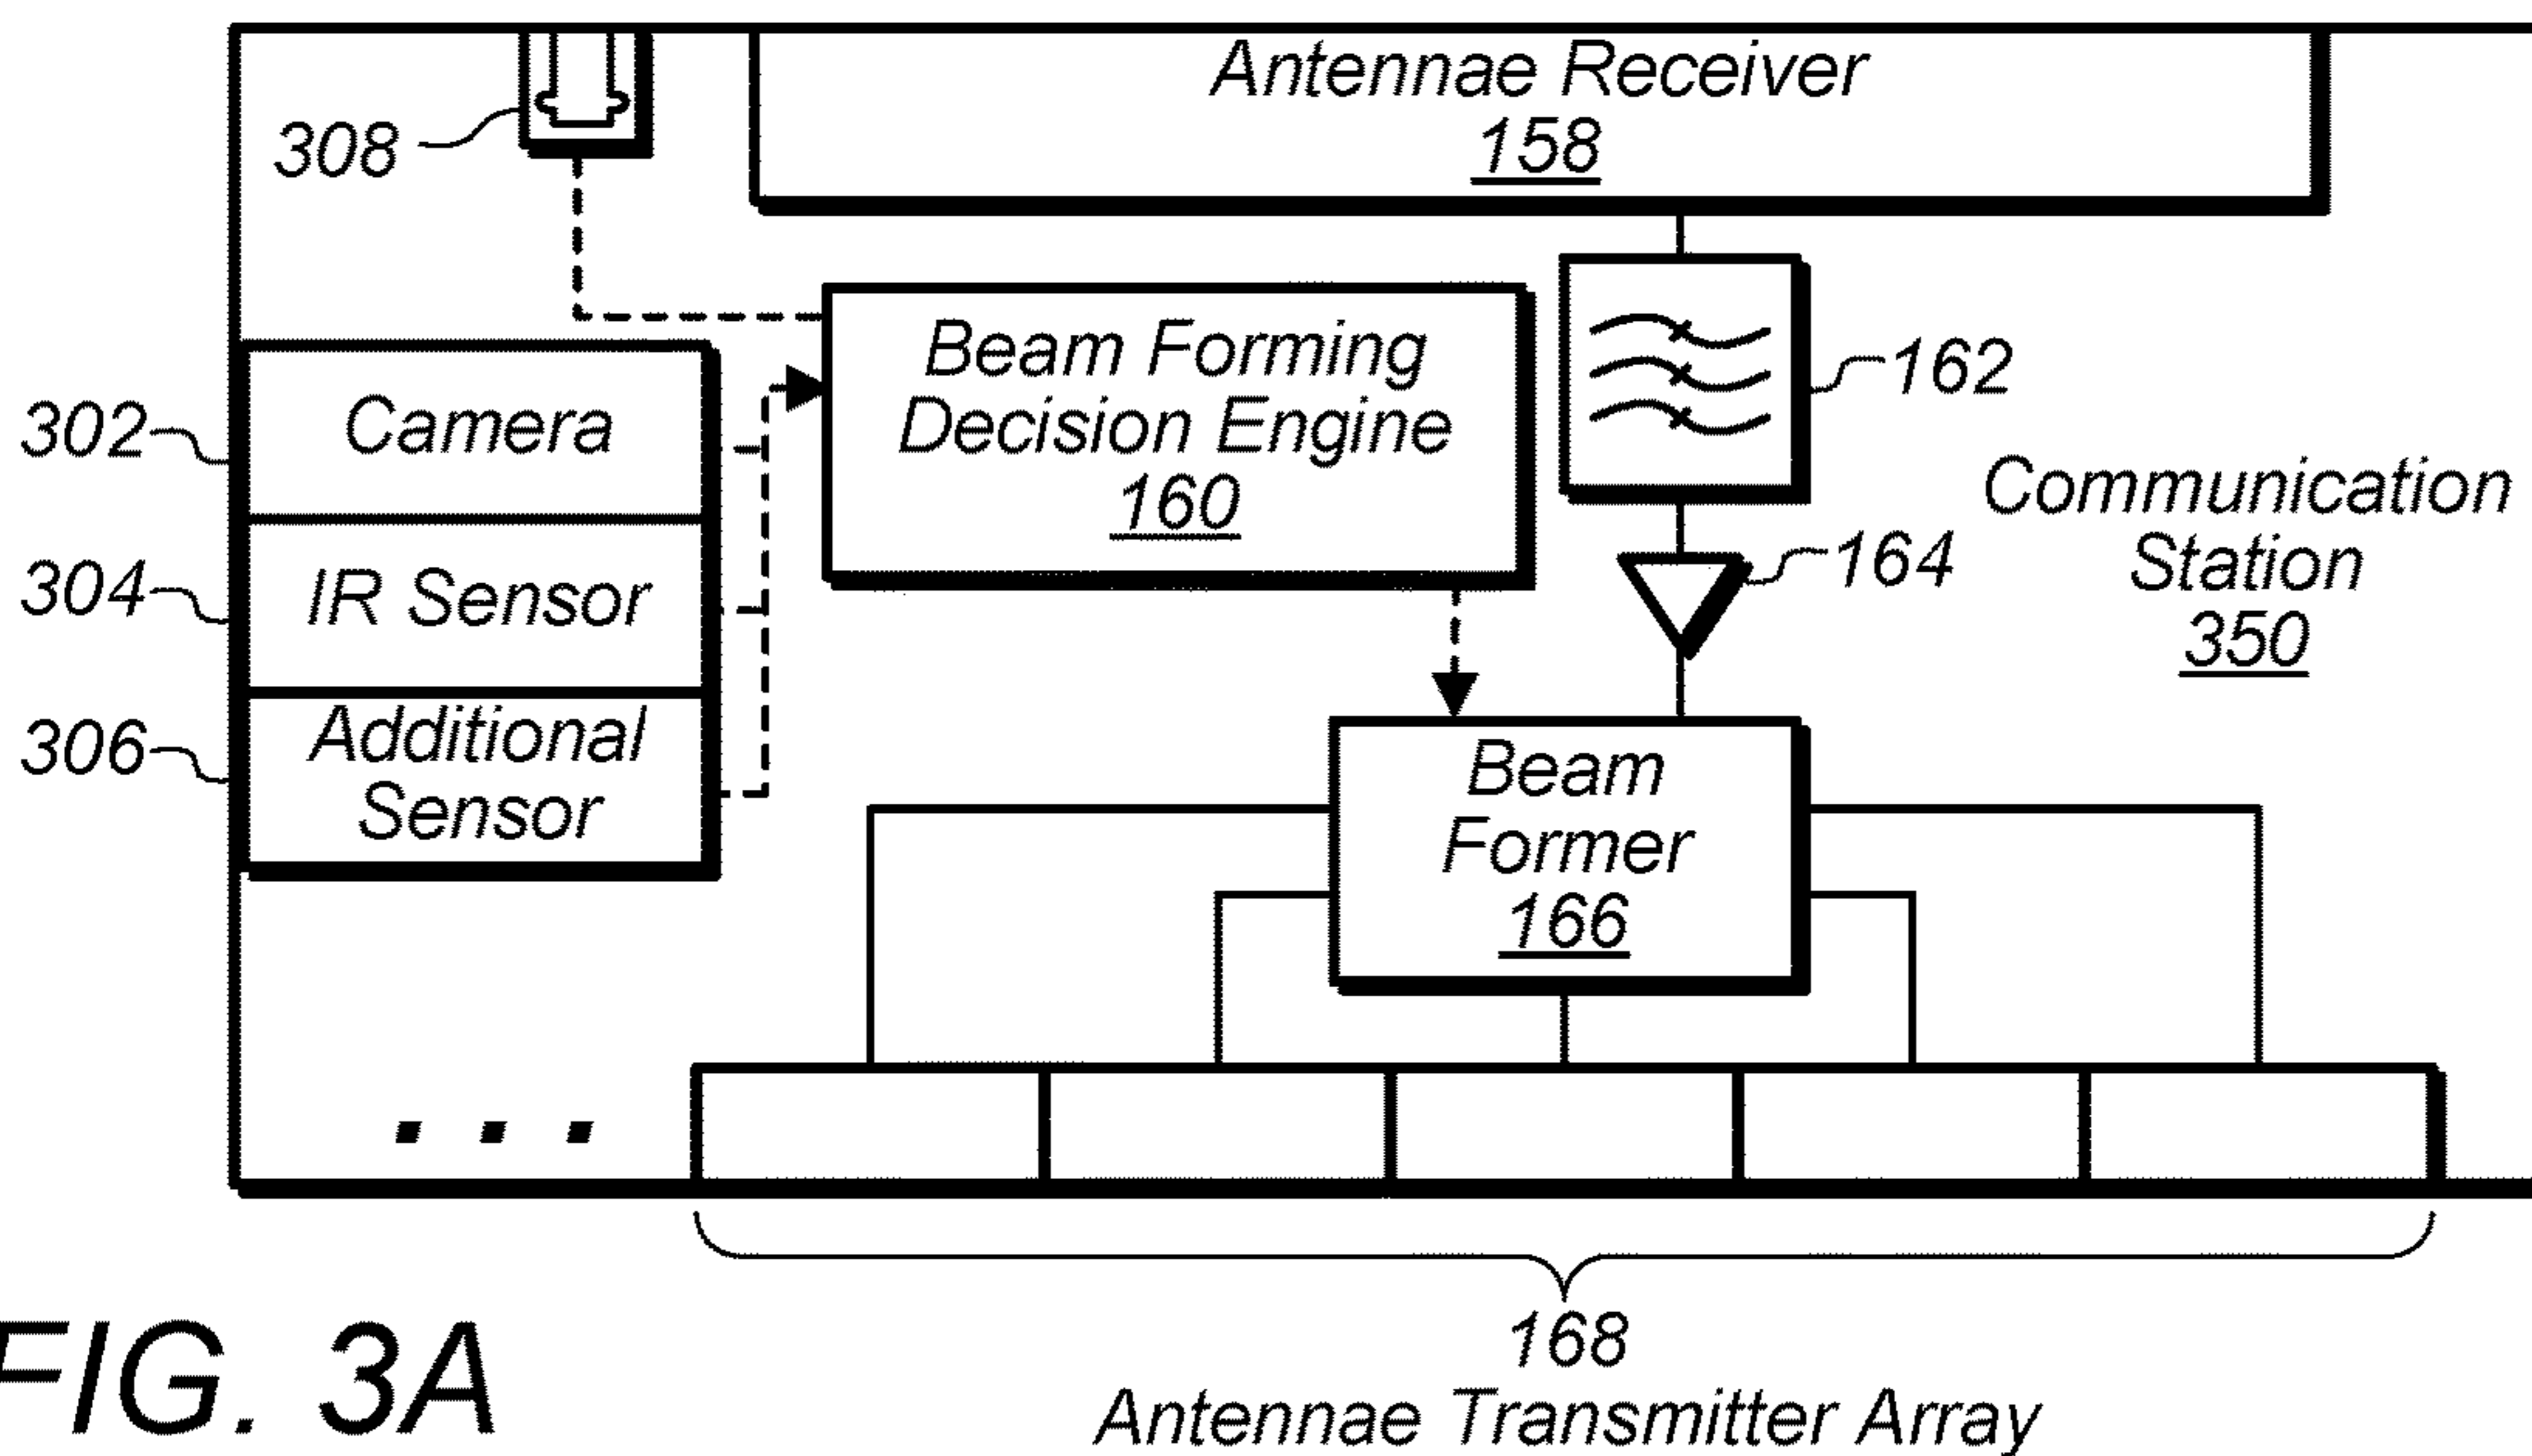 Antennae Receiver
158
308
Beam Forming
Decision Engine
160
162
302
Camera
Communication
Station
350
164
304
IR Sensor
306
Additional
Sensor
Beam
Former
166
. . .
168
Antennae Transmitter Array
FIG. 3A